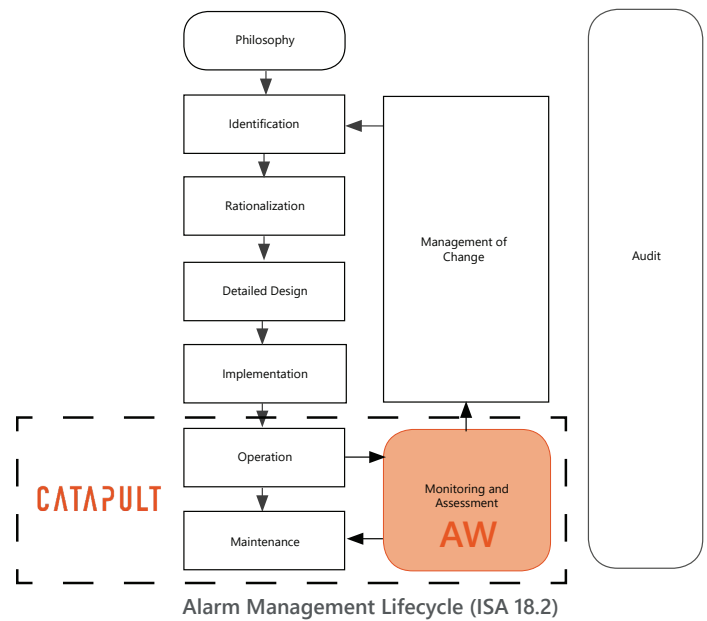 Philosophy
Identification
Rationalization
Management of
Change
Audit
Detailed Design
Implementation
Operation
CATAPULT
Monitoring and
Assessment
AW
Maintenance
Alarm Management Lifecycle (ISA 18.2)